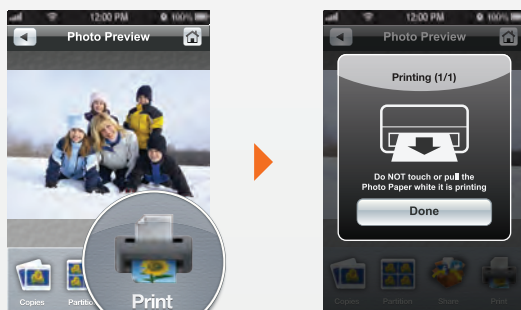 12:00 PM
100%
Photo Preview
Copies
Partitio
Print
12:00 PM
100%
Photo Preview
Printing (1/1)
Do NOT touch or pull the
Photo Paper while it is printing
Done
Copies
Partition
Share
Print